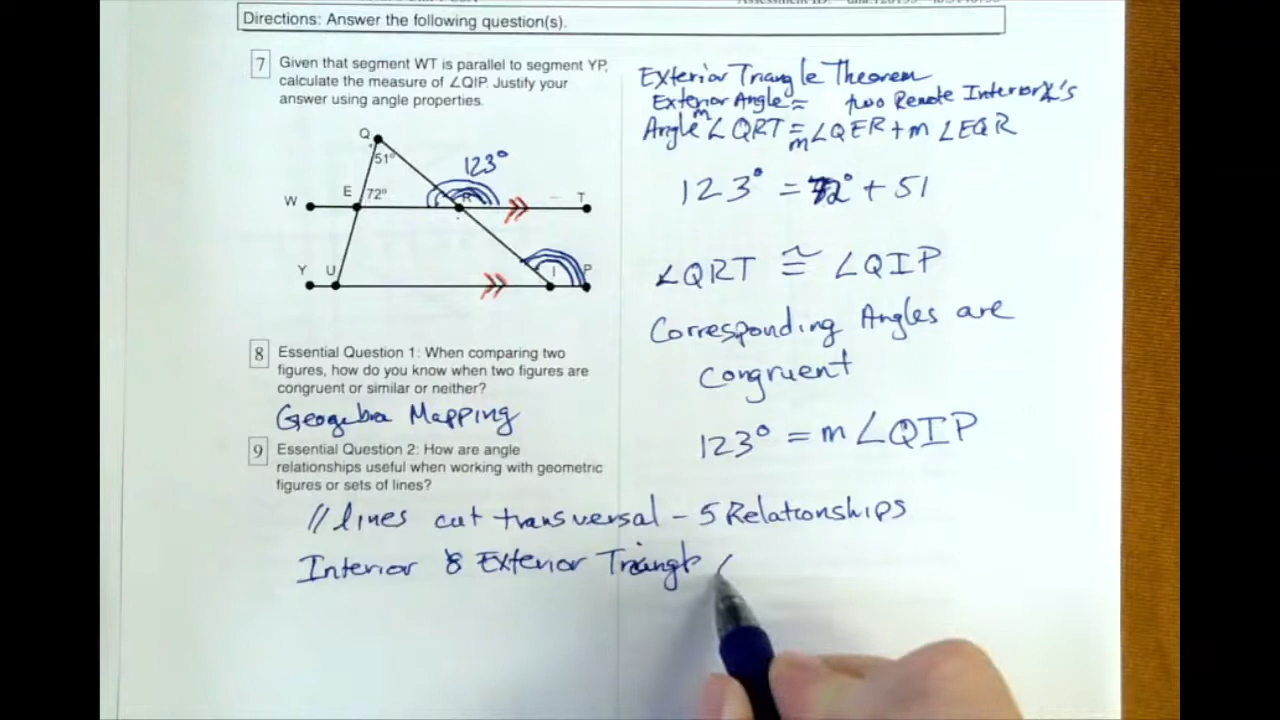 Directions: Answer the following question(s).
7 Given that segment WT is parallel to segment YP,
calculate the measure of ∠QIP. Justify your
answer using angle properties.
Q
51°
123°
W
E
72°
R
T
Y
U
I
P
Exterior Triangle Theorem
Exterior Angle = two Remote Interior ∠'s
Angle m∠QRT = m∠QER + m∠EQR
123° = 72° + 51
∠QRT ≅ ∠QIP
Corresponding Angles are
congruent
123° = m∠QIP
8 Essential Question 1: When comparing two
figures, how do you know when two figures are
congruent or similar or neither?
Geogebra Mapping
9 Essential Question 2: How are angle
relationships useful when working with geometric
figures or sets of lines?
// lines cut transversal - 5 Relationships
Interior & Exterior Triangle